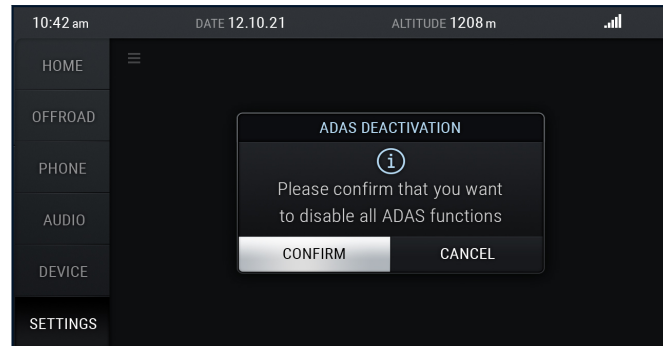 10:42 am DATE 12.10.21 ALTITUDE 1208 m
HOME
OFFROAD
PHONE
AUDIO
DEVICE
SETTINGS
ADAS DEACTIVATION
i
Please confirm that you want
to disable all ADAS functions
CONFIRM CANCEL